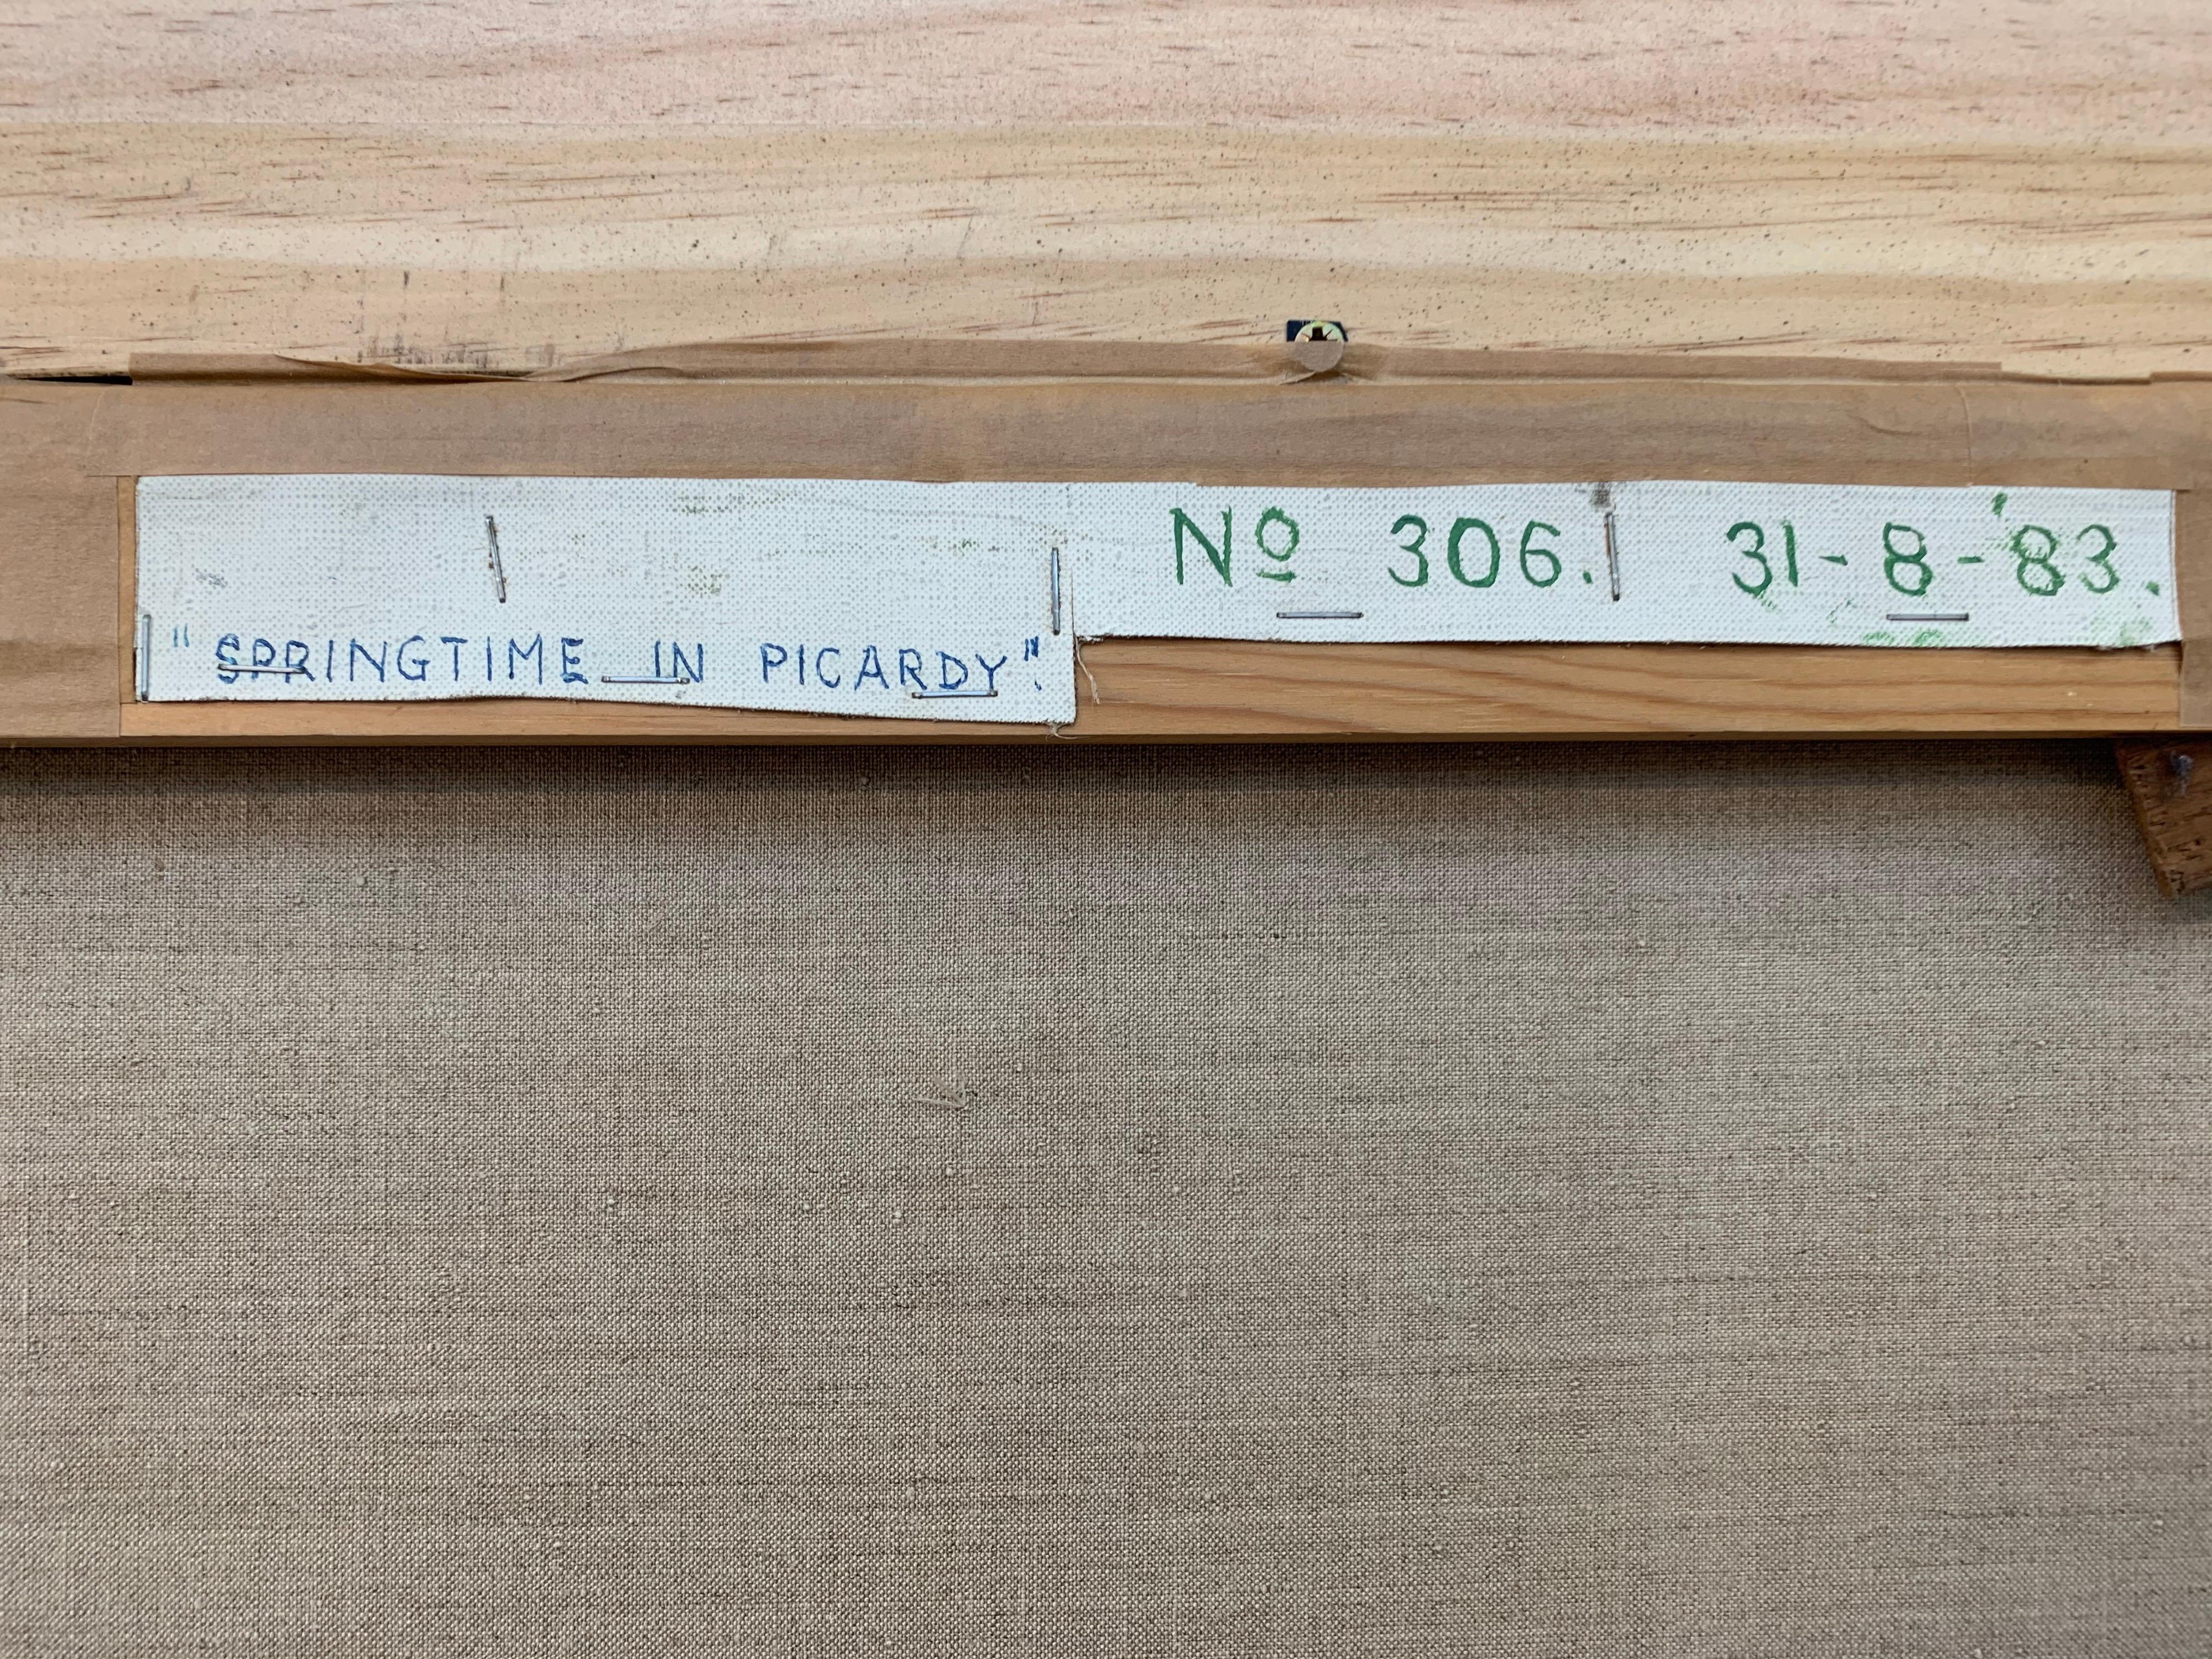 "SPRINGTIME IN PICARDY".
Nº 306. 31-8-'83.